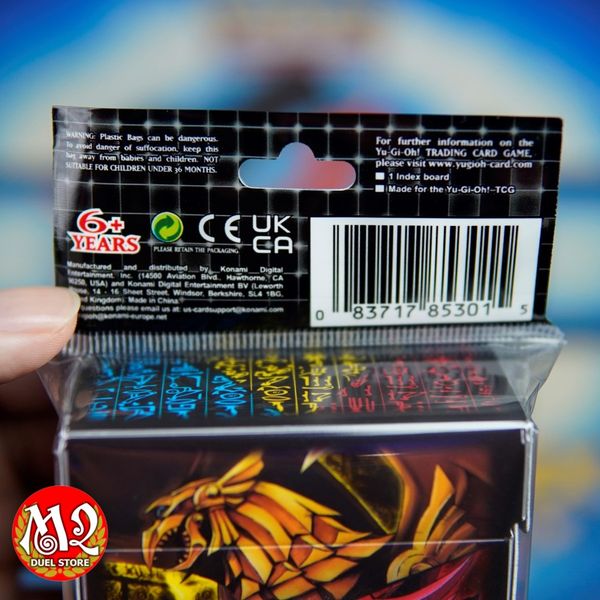 WARNING: Plastic Bags can be dangerous.
To avoid danger of suffocation, keep this
bag away from babies and children. NOT
SUITABLE FOR CHILDREN UNDER 36 MONTHS.
For further information on the
Yu-Gi-Oh! TRADING CARD GAME,
please visit www.yugioh-card.com
1 Index board
Made for the Yu-Gi-Oh! TCG
6+
YEARS
PLEASE RETAIN THE PACKAGING
CE
UK
CA
Manufactured and distributed by Konami Digital
Entertainment, Inc. (14500 Aviation Blvd., Hawthorne, CA
90250, USA) and Konami Digital Entertainment BV (Leworth
House, 14 - 16 Sheet Street, Windsor, Berkshire, SL4 1BG,
Kingdom). Made in China.
questions please email us at: us-cardsupport@konami.com
@konami-europe.net
0 83717 85301 5
M2
DUEL STORE